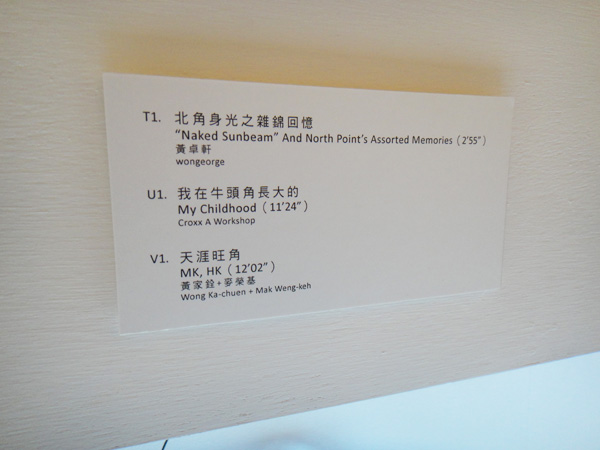 T1. 北角身光之雜錦回憶
“Naked Sunbeam” And North Point’s Assorted Memories (2’55”)
黃卓軒
wongeorge
U1. 我在牛頭角長大的
My Childhood (11’24”)
Croxx A Workshop
V1. 天涯旺角
MK, HK (12’02”)
黃家銓+麥榮基
Wong Ka-chuen + Mak Weng-keh